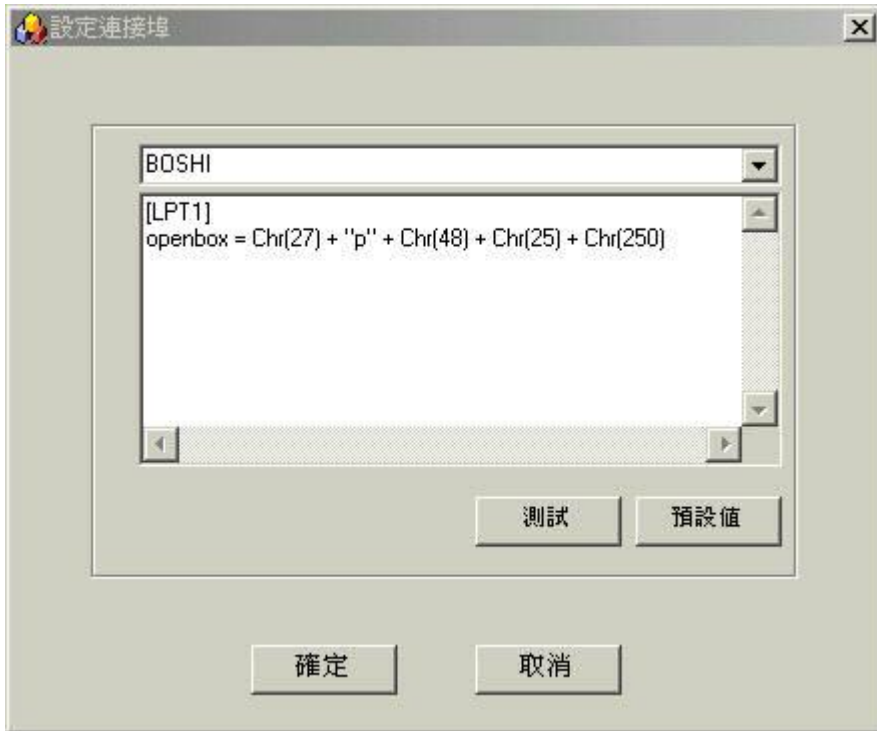 設定連接埠
BOSHI
[LPT1]
openbox = Chr(27) + "p" + Chr(48) + Chr(25) + Chr(250)
測試
預設值
確定
取消